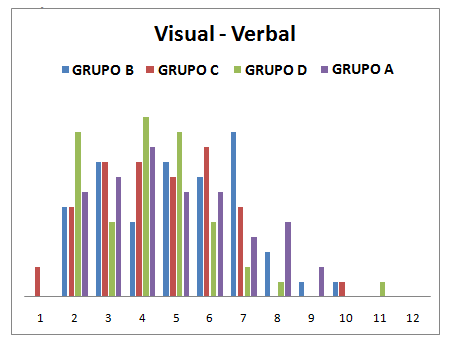 Visual - Verbal
GRUPO B GRUPO C GRUPO D GRUPO A
1 2 3 4 5 6 7 8 9 10 11 12